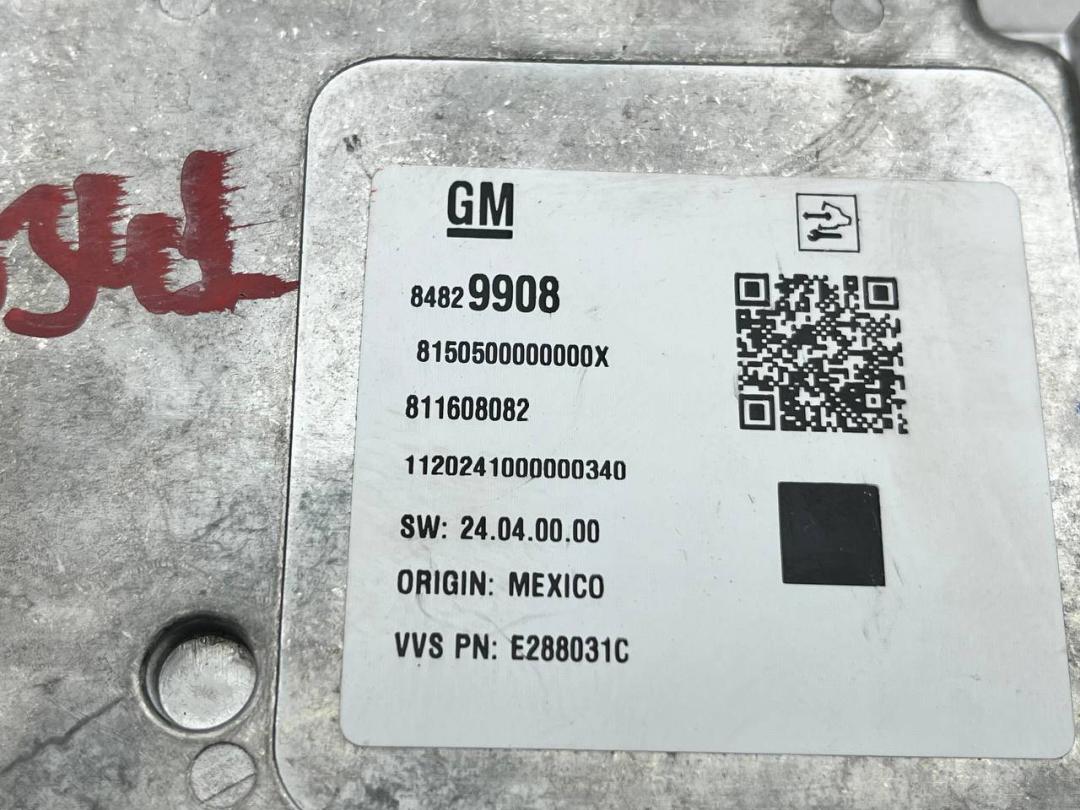 GM
84829908
8150500000000X
811608082
1120241000000340
SW: 24.04.00.00
ORIGIN: MEXICO
VVS PN: E288031C